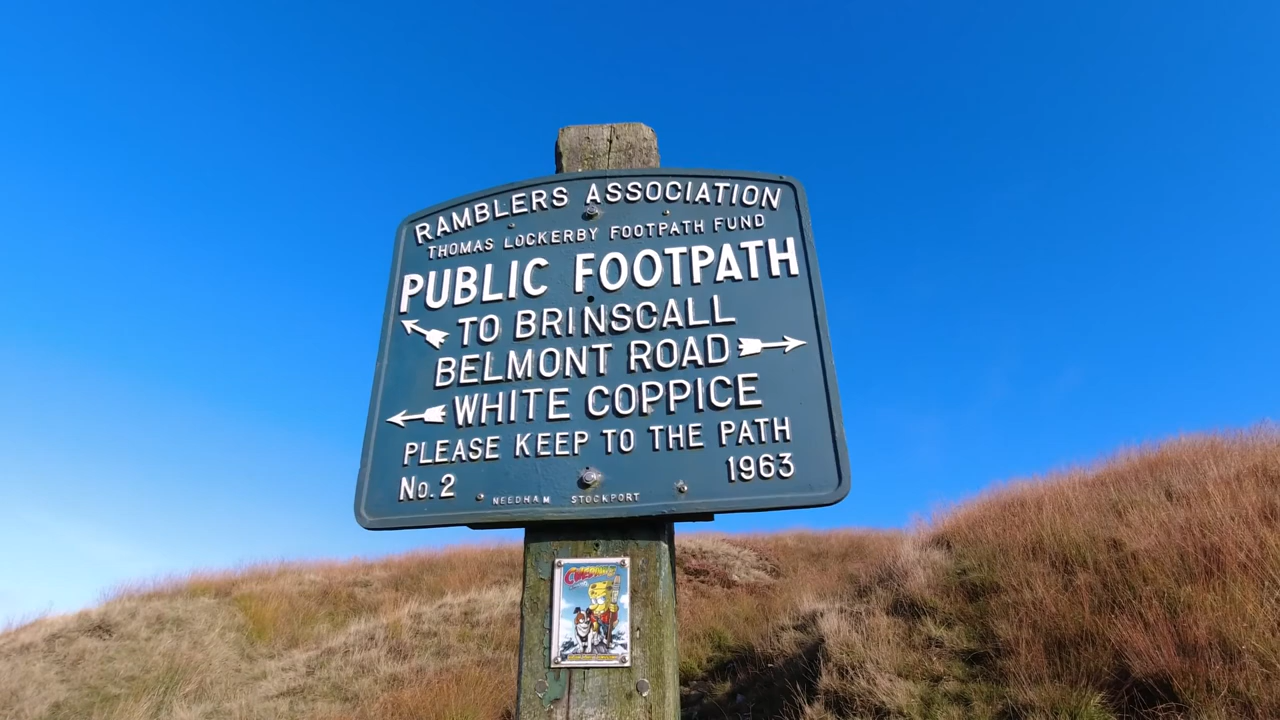 RAMBLERS ASSOCIATION
THOMAS LOCKERBY FOOTPATH FUND
PUBLIC FOOTPATH
TO BRINSCALL
BELMONT ROAD
WHITE COPPICE
PLEASE KEEP TO THE PATH
No. 2 1963
NEEDHAM STOCKPORT